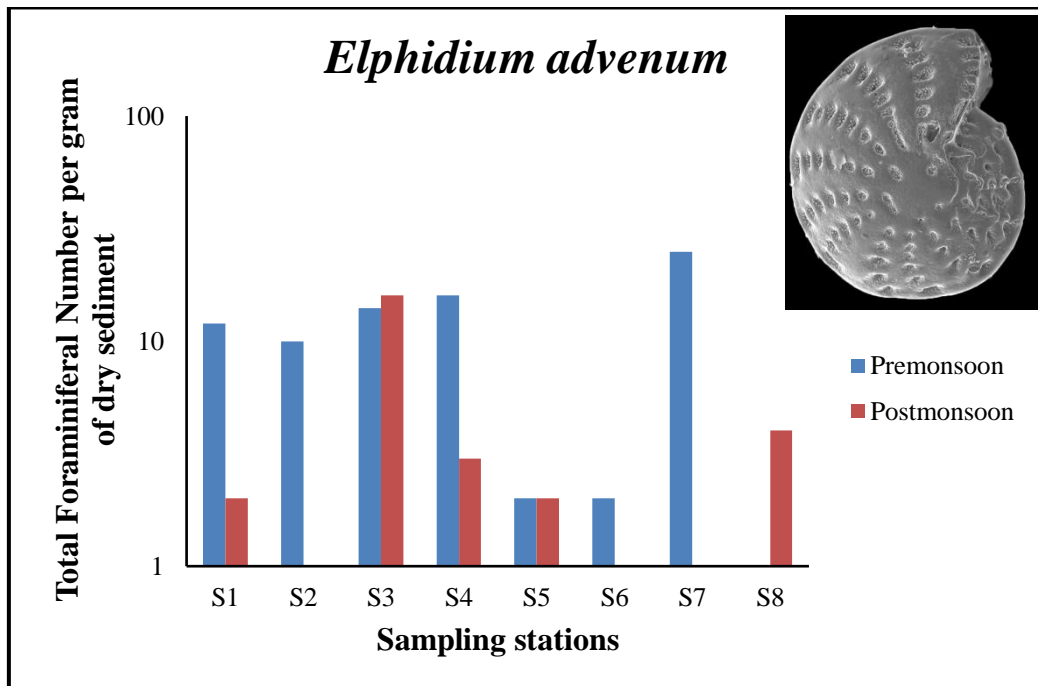 Elphidium advenum
Total Foraminiferal Number per gram
of dry sediment
100
10
1
S1 S2 S3 S4 S5 S6 S7 S8
Sampling stations
Premonsoon
Postmonsoon